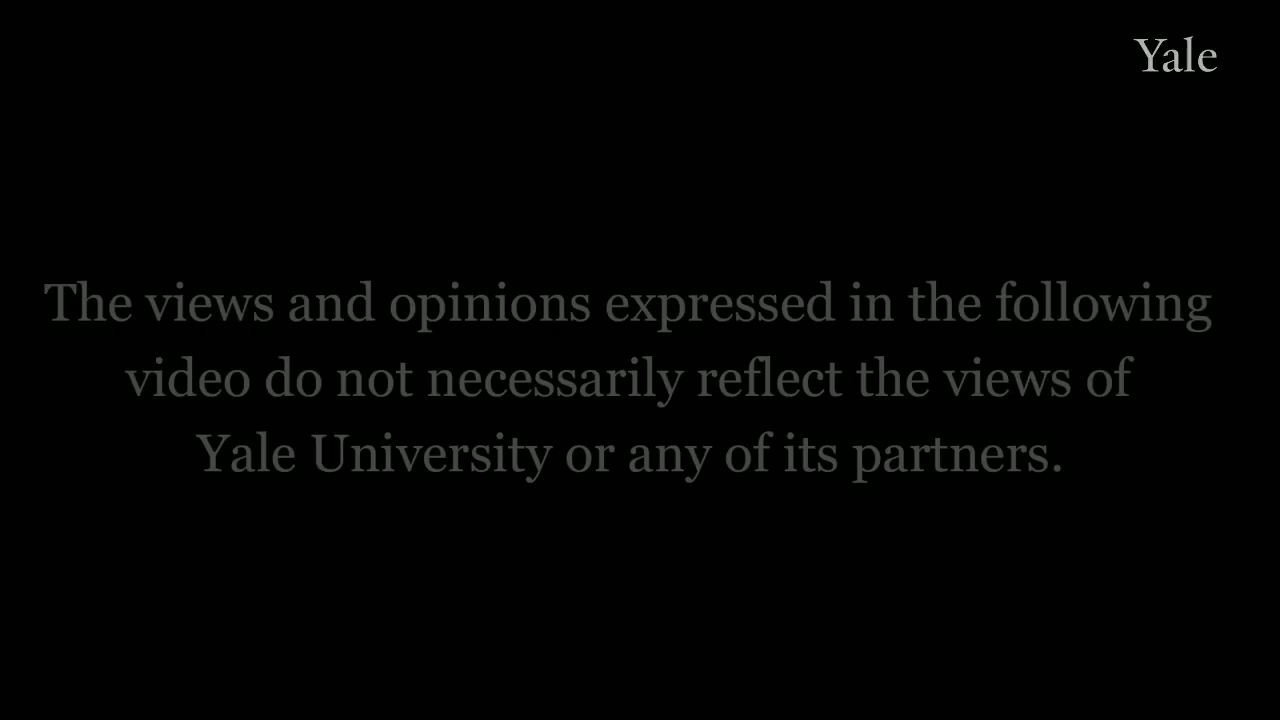 Yale
The views and opinions expressed in the following
video do not necessarily reflect the views of
Yale University or any of its partners.